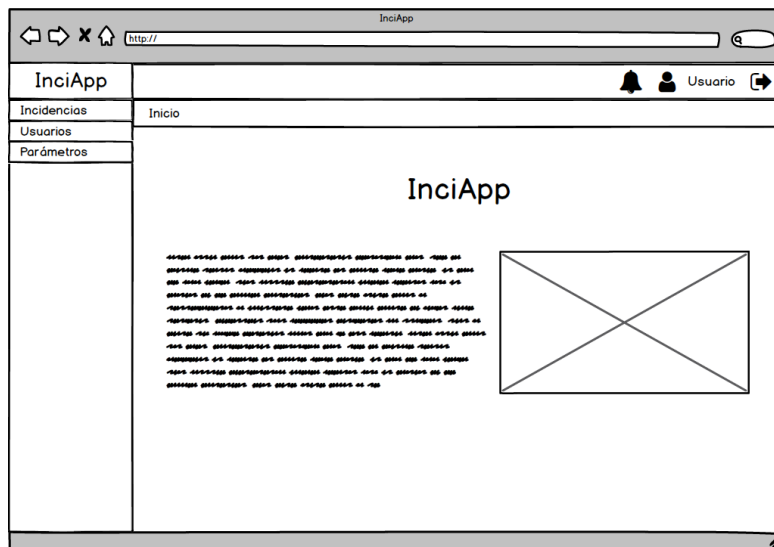 InciApp
http://
InciApp
Usuario
Incidencias
Inicio
Usuarios
Parámetros
InciApp